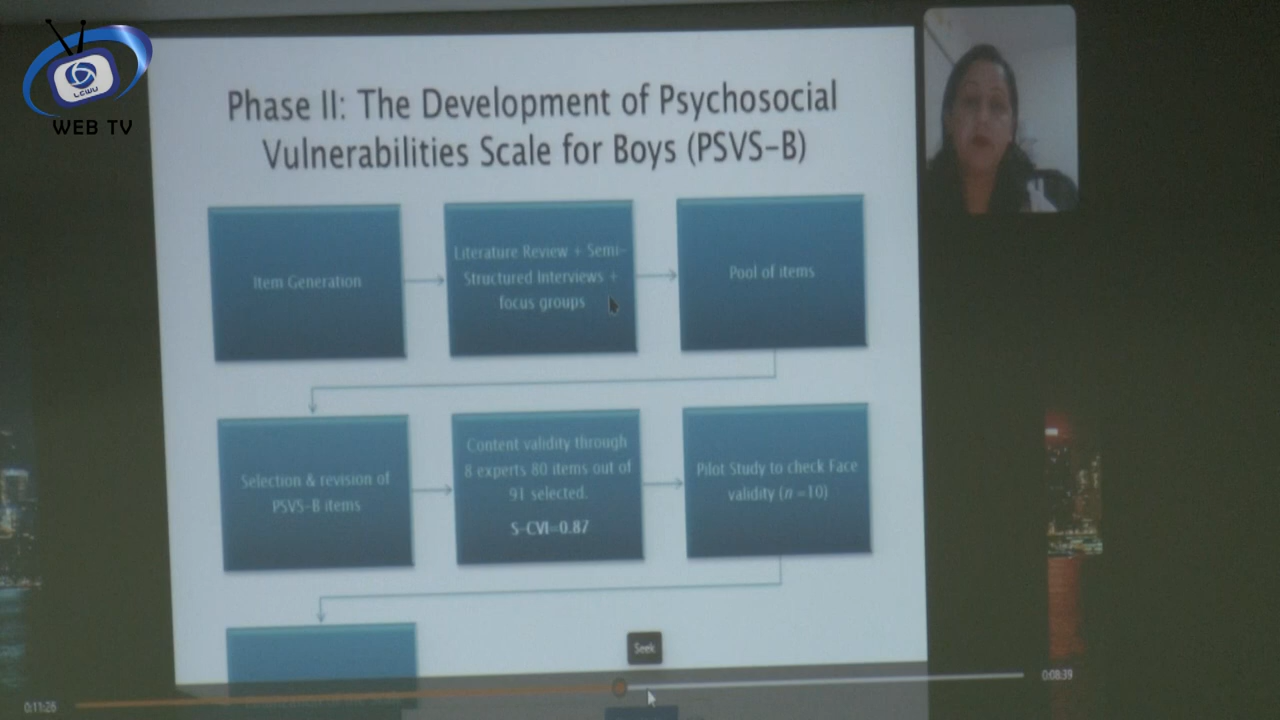 LCWU
WEB TV
Phase II: The Development of Psychosocial
Vulnerabilities Scale for Boys (PSVS-B)
Item Generation
Literature Review + Semi-
Structured Interviews +
focus groups
Pool of items
Selection & revision of
PSVS-B items
Content validity through
8 experts 80 items out of
91 selected.
S-CVI=0.87
Pilot Study to check Face
validity (n =10)
Seek
0:11:26
0:08:39